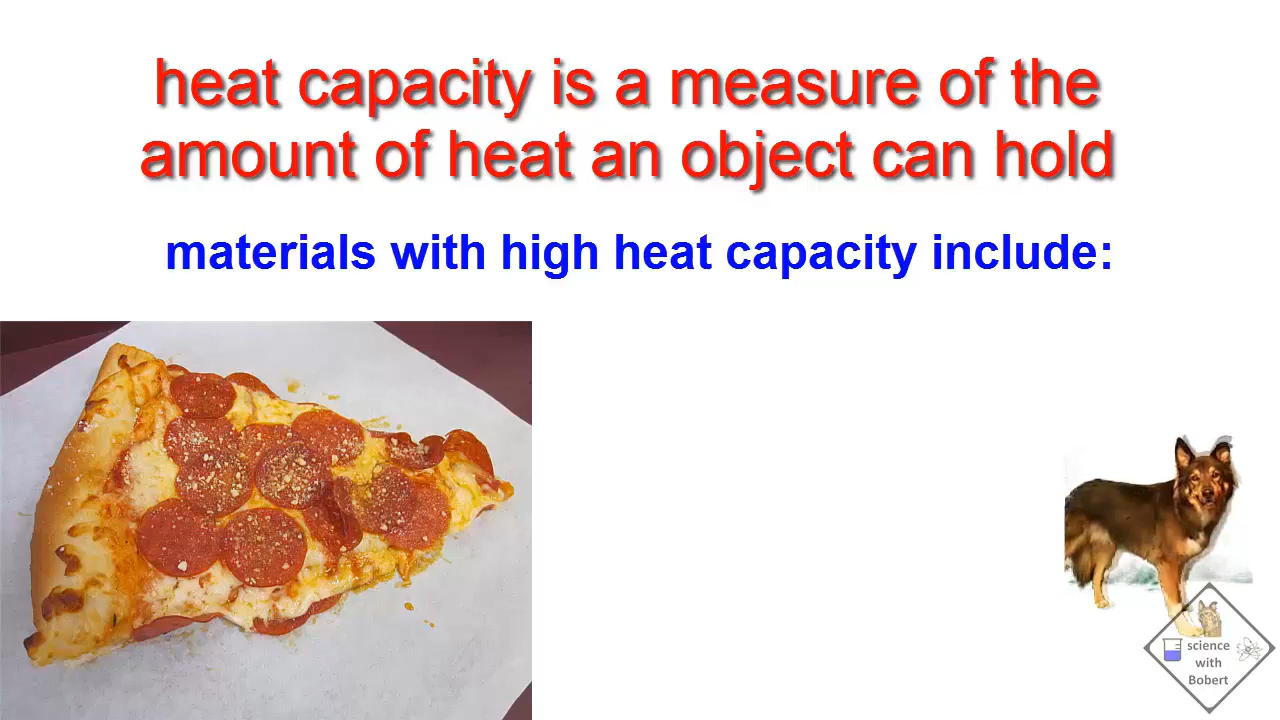 heat capacity is a measure of the
amount of heat an object can hold
materials with high heat capacity include:
science
with
Bobert